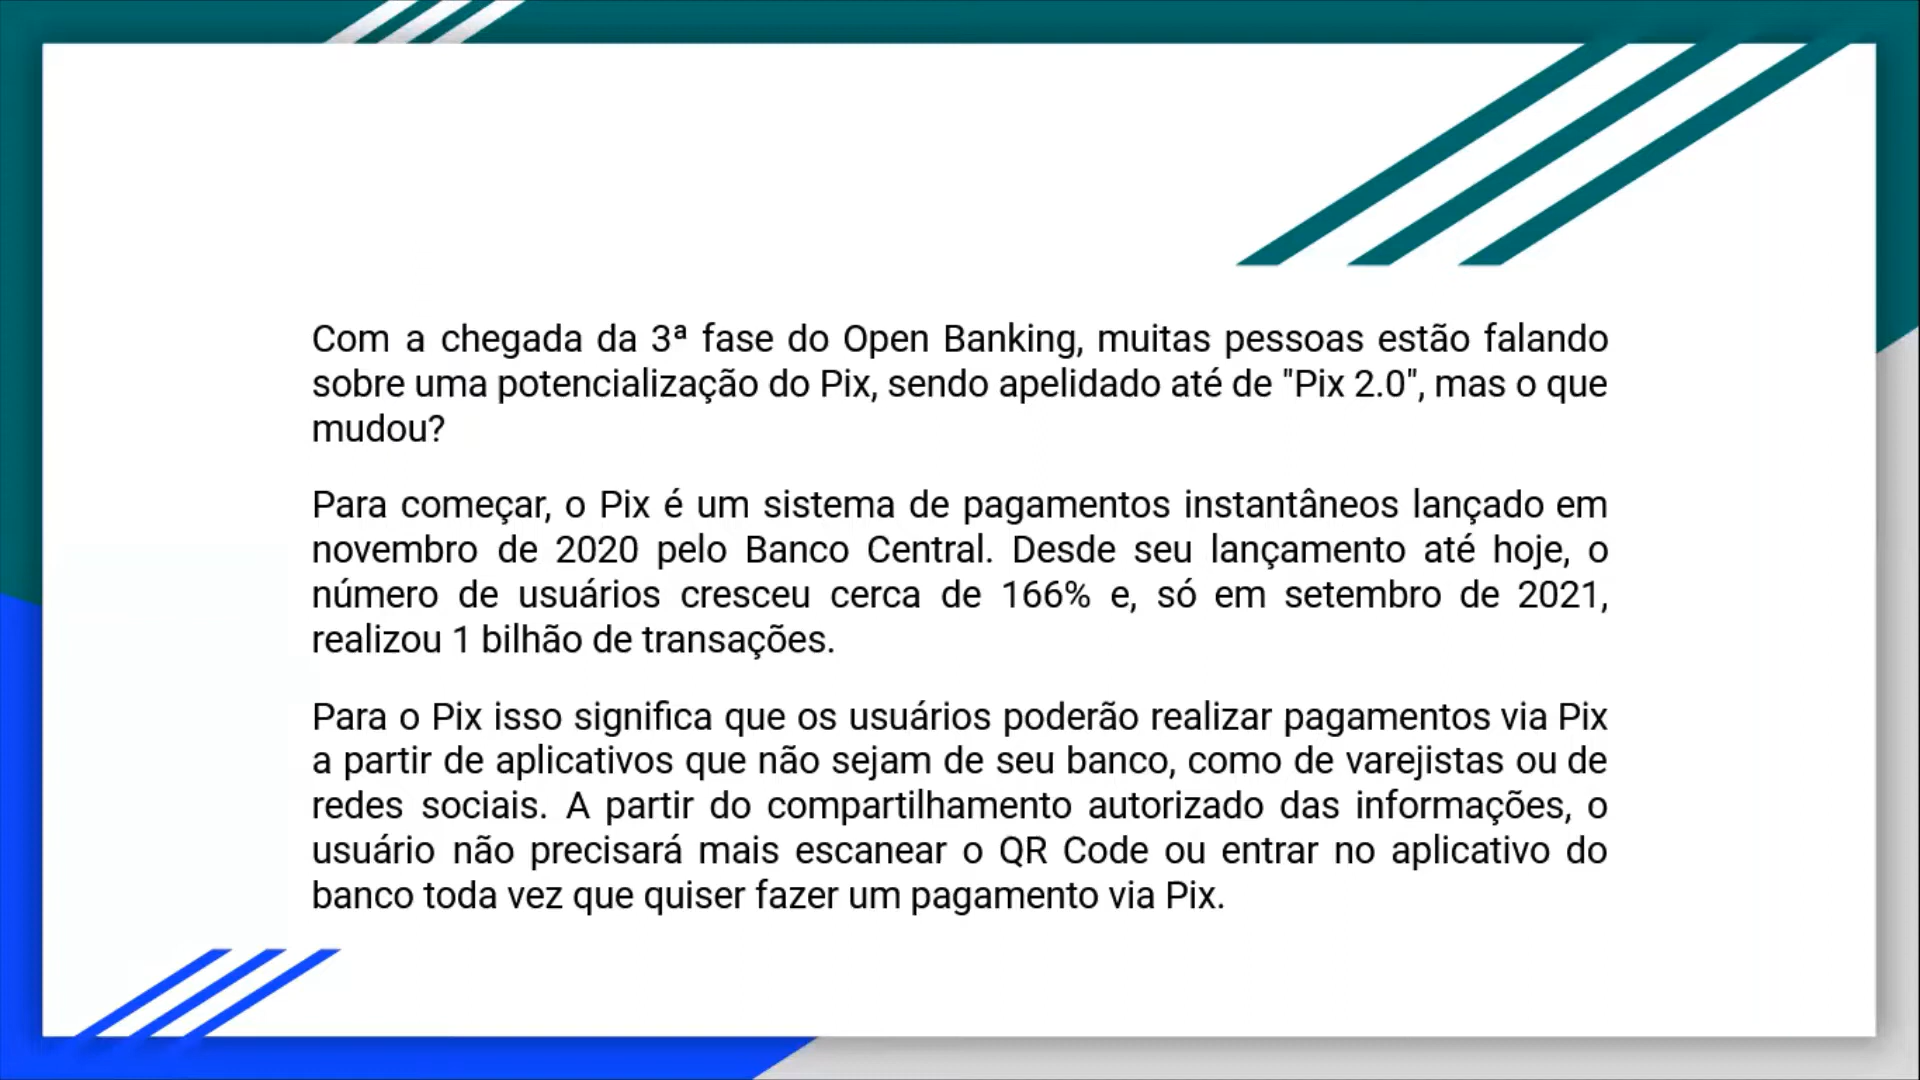 Com a chegada da 3ª fase do Open Banking, muitas pessoas estão falando
sobre uma potencialização do Pix, sendo apelidado até de "Pix 2.0", mas o que
mudou?
Para começar, o Pix é um sistema de pagamentos instantâneos lançado em
novembro de 2020 pelo Banco Central. Desde seu lançamento até hoje, o
número de usuários cresceu cerca de 166% e, só em setembro de 2021,
realizou 1 bilhão de transações.
Para o Pix isso significa que os usuários poderão realizar pagamentos via Pix
a partir de aplicativos que não sejam de seu banco, como de varejistas ou de
redes sociais. A partir do compartilhamento autorizado das informações, o
usuário não precisará mais escanear o QR Code ou entrar no aplicativo do
banco toda vez que quiser fazer um pagamento via Pix.